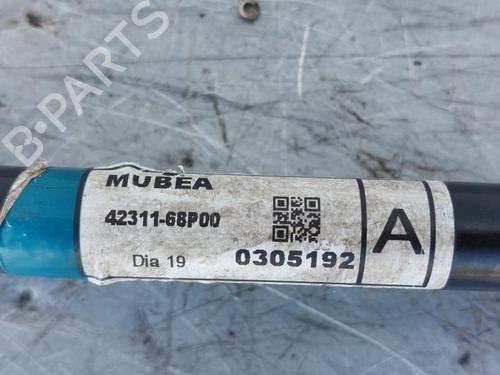 B-PARTS
MUBEA
42311-68P00
Dia 19
0305192
A